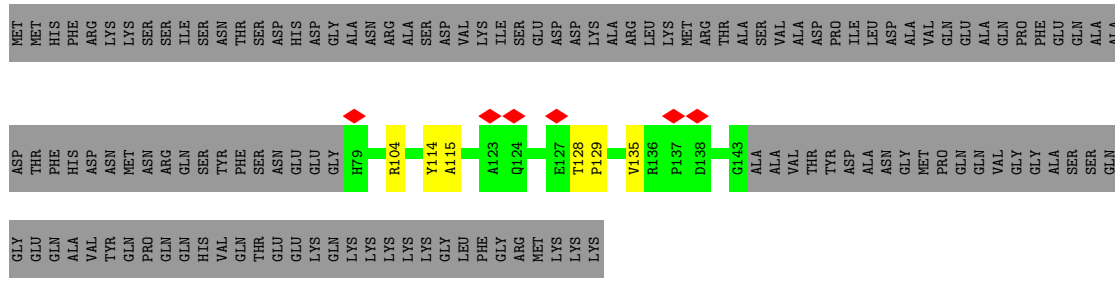 MET MET HIS PHE ARG LYS LYS SER SER ILE SER ASN THR SER ASP HIS ASP GLY ALA ASN ARG ALA SER ASP VAL LYS ILE SER GLU ASP ASP LYS ALA ARG LEU LYS MET ARG THR ALA SER VAL ALA ASP PRO ILE LEU ASP ALA VAL GLN GLU ALA GLN PRO PHE GLU GLN ALA ALA
ASP THR PHE HIS ASP ASN MET ASN ARG GLN SER TYR PHE SER ASN GLU GLU GLY H79 R104 Y114 A115 A123 Q124 E127 T128 P129 V135 R136 P137 D138 G143 ALA ALA VAL THR TYR ASP ALA ASN GLY MET PRO GLN GLN VAL GLY GLY ALA SER SER GLN
GLY GLU GLN ALA VAL TYR GLN PRO GLN GLN HIS VAL GLN THR GLU GLU LYS GLN LYS LYS LYS LYS LYS GLY LEU PHE GLY ARG MET LYS LYS LYS